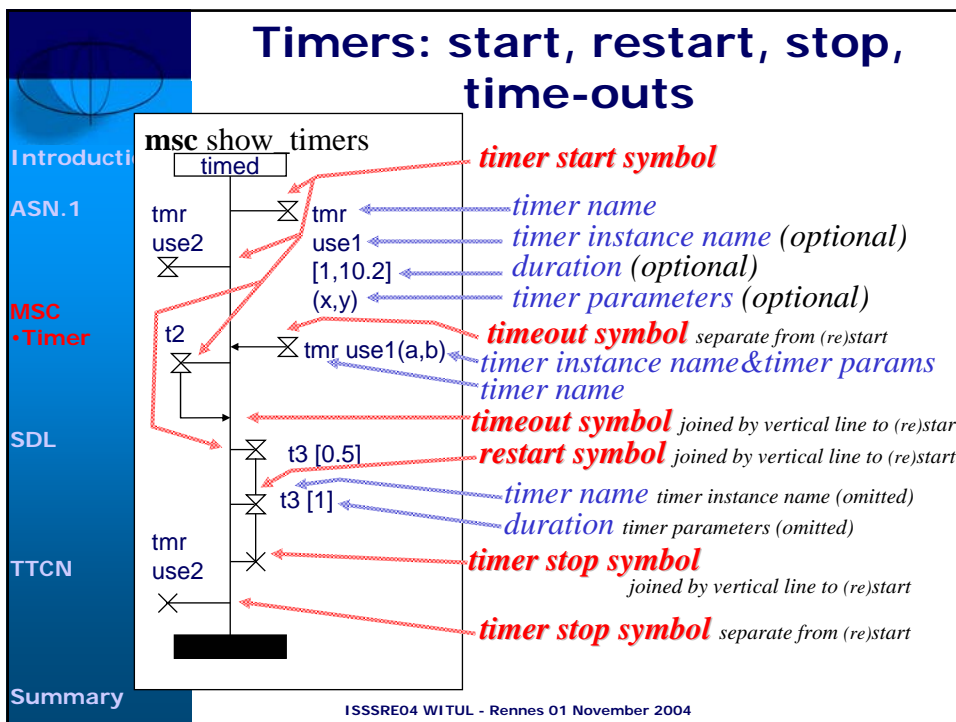 Timers: start, restart, stop,
time-outs
Introducti
ASN.1
MSC
•Timer
SDL
TTCN
Summary
msc show_timers
timed
tmr
use1
[1,10.2]
(x,y)
tmr
use2
t2
tmr use1(a,b)
t3 [0.5]
t3 [1]
tmr
use2
timer start symbol
timer name
timer instance name (optional)
duration (optional)
timer parameters (optional)
timeout symbol separate from (re)start
timer instance name&timer params
timer name
timeout symbol joined by vertical line to (re)star
restart symbol joined by vertical line to (re)start
timer name timer instance name (omitted)
duration timer parameters (omitted)
timer stop symbol
joined by vertical line to (re)start
timer stop symbol separate from (re)start
ISSSRE04 WITUL - Rennes 01 November 2004